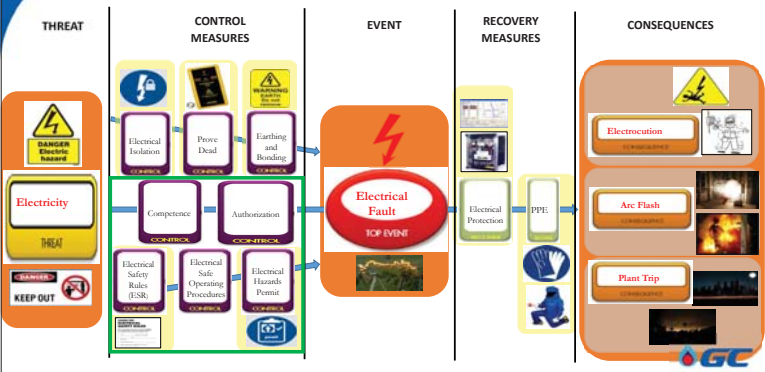 THREAT
CONTROL
MEASURES
EVENT
RECOVERY
MEASURES
CONSEQUENCES
DANGER
Electric
hazard
Electricity
THREAT
DANGER
KEEP OUT
WARNING
EARTH
Electrical
Isolation
CONTROL
Prove
Dead
CONTROL
Earthing
and
Bonding
CONTROL
Competence
CONTROL
Authorization
CONTROL
Electrical
Safety
Rules
(ESR)
CONTROL
Electrical
Safe
Operating
Procedures
CONTROL
Electrical
Hazards
Permit
CONTROL
Electrical
Fault
TOP EVENT
Electrical
Protection
PPE
Electrocution
CONSEQUENCE
Arc Flash
CONSEQUENCE
Plant Trip
CONSEQUENCE
GC